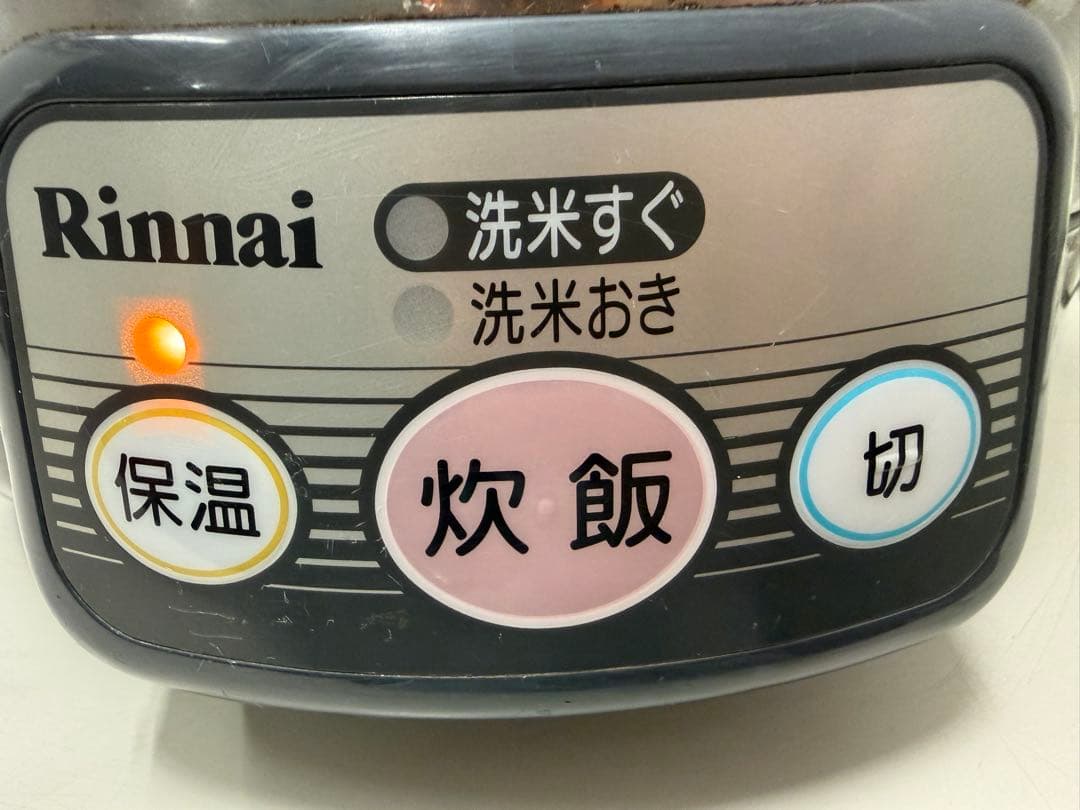 Rinnai
洗米すぐ
洗米おき
保温
炊飯
切